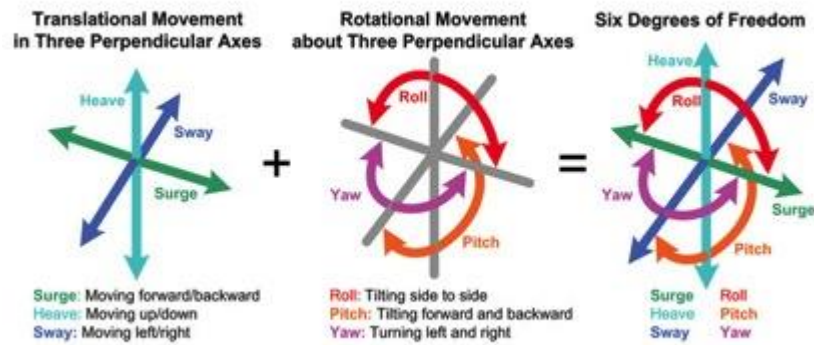 Translational Movement
in Three Perpendicular Axes
Heave
Sway
Surge
Surge: Moving forward/backward
Heave: Moving up/down
Sway: Moving left/right
+
Rotational Movement
about Three Perpendicular Axes
Roll
Yaw
Pitch
Roll: Tilting side to side
Pitch: Tilting forward and backward
Yaw: Turning left and right
=
Six Degrees of Freedom
Heave
Sway
Roll
Yaw
Surge
Pitch
Surge Roll
Heave Pitch
Sway Yaw